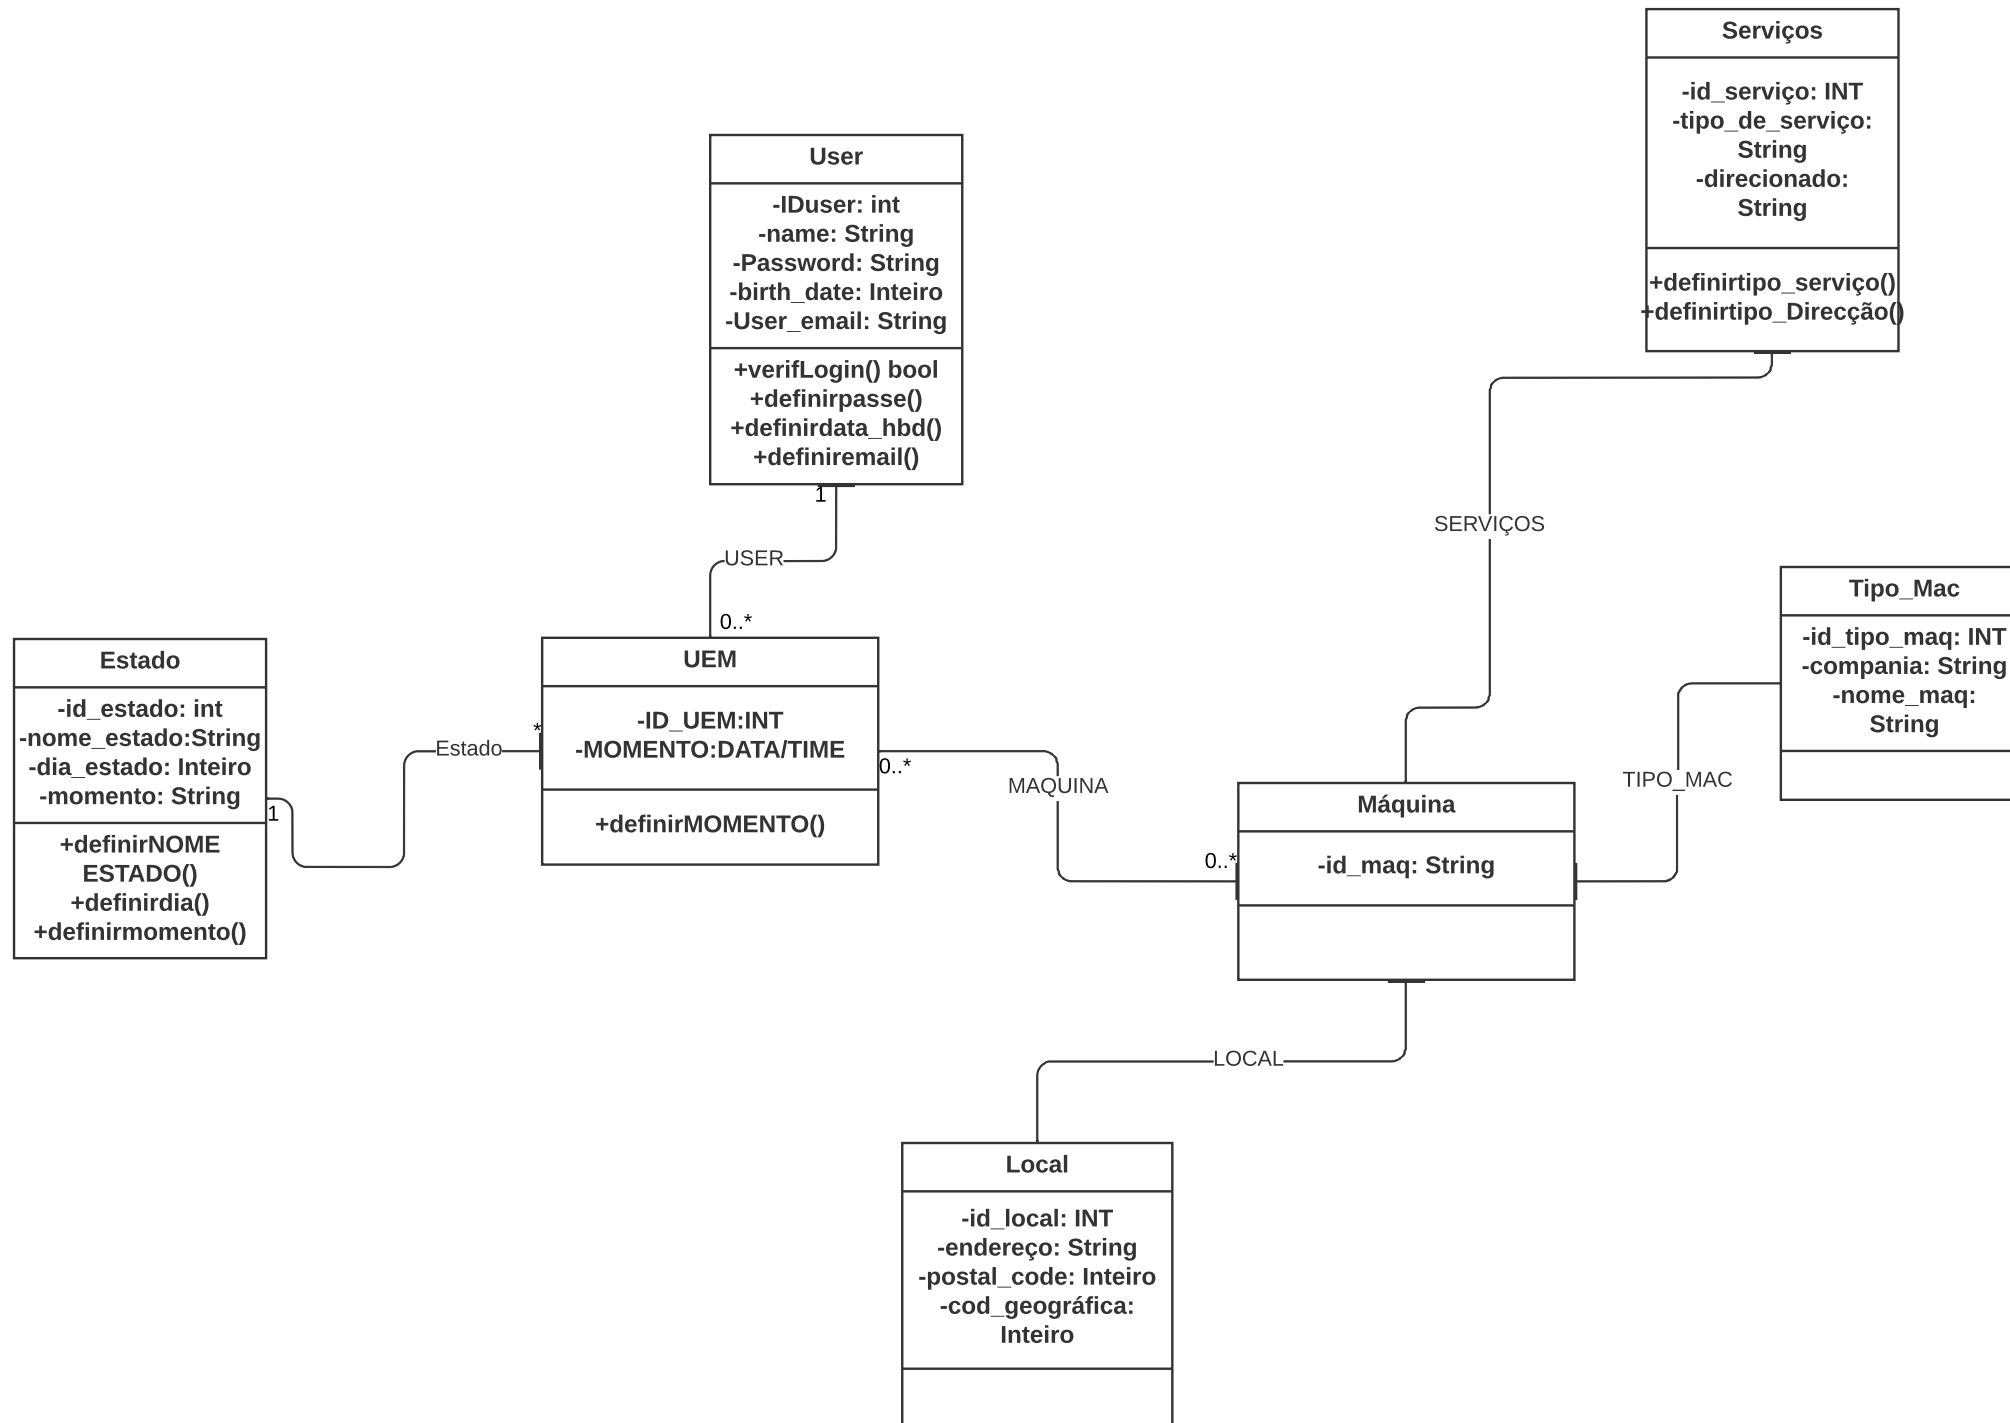 Serviços
-id_serviço: INT
-tipo_de_serviço:
String
-direcionado:
String
+definirtipo_serviço()
+definirtipo_Direcção()
User
-IDuser: int
-name: String
-Password: String
-birth_date: Inteiro
-User_email: String
+verifLogin() bool
+definirpasse()
+definirdata_hbd()
+definiremail()
1
USER
0..*
SERVIÇOS
Tipo_Mac
-id_tipo_maq: INT
-compania: String
-nome_maq:
String
TIPO_MAC
Estado
-id_estado: int
-nome_estado:String
-dia_estado: Inteiro
-momento: String
+definirNOME
ESTADO()
+definirdia()
+definirmomento()
1
Estado
*
UEM
-ID_UEM:INT
-MOMENTO:DATA/TIME
+definirMOMENTO()
0..*
MAQUINA
0..*
Máquina
-id_maq: String
LOCAL
Local
-id_local: INT
-endereço: String
-postal_code: Inteiro
-cod_geográfica:
Inteiro